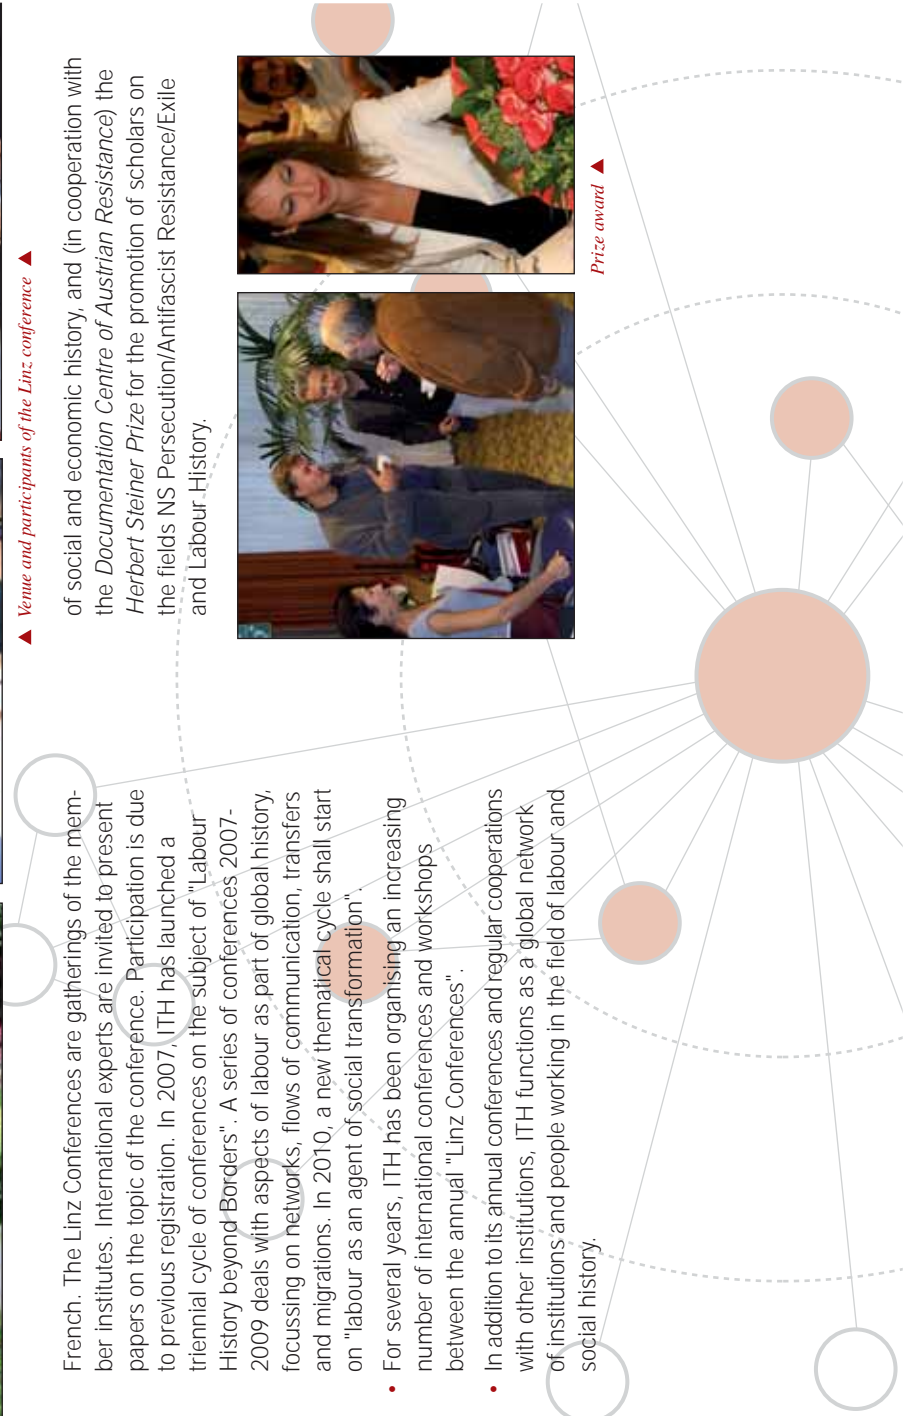 French. The Linz Conferences are gatherings of the mem-
ber institutes. International experts are invited to present
papers on the topic of the conference. Participation is due
to previous registration. In 2007, ITH has launched a
triennial cycle of conferences on the subject of "Labour
History beyond Borders". A series of conferences 2007-
2009 deals with aspects of labour as part of global history,
focussing on networks, flows of communication, transfers
and migrations. In 2010, a new thematical cycle shall start
on "labour as an agent of social transformation".
• For several years, ITH has been organising an increasing
number of international conferences and workshops
between the annual "Linz Conferences".
• In addition to its annual conferences and regular cooperations
with other institutions, ITH functions as a global network
of institutions and people working in the field of labour and
social history.
▲ Venue and participants of the Linz conference ▲
of social and economic history, and (in cooperation with
the Documentation Centre of Austrian Resistance) the
Herbert Steiner Prize for the promotion of scholars on
the fields NS Persecution/Antifascist Resistance/Exile
and Labour History.
Prize award ▲